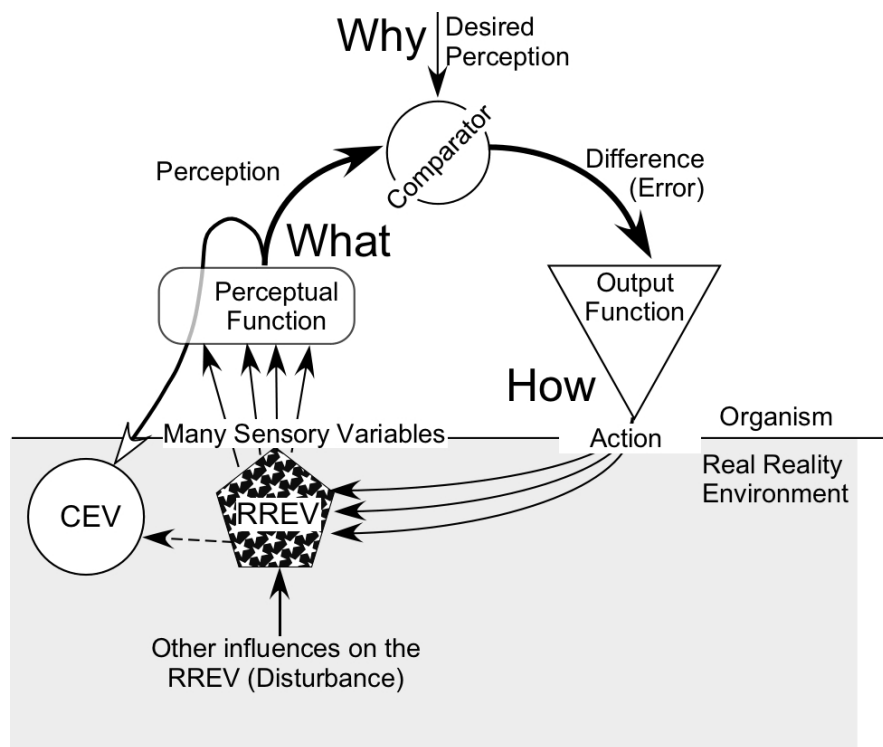 Why
Desired
Perception
Comparator
Perception
Difference
(Error)
What
Perceptual
Function
Output
Function
How
Many Sensory Variables
Action
Organism
Real Reality
Environment
CEV
RREV
Other influences on the
RREV (Disturbance)